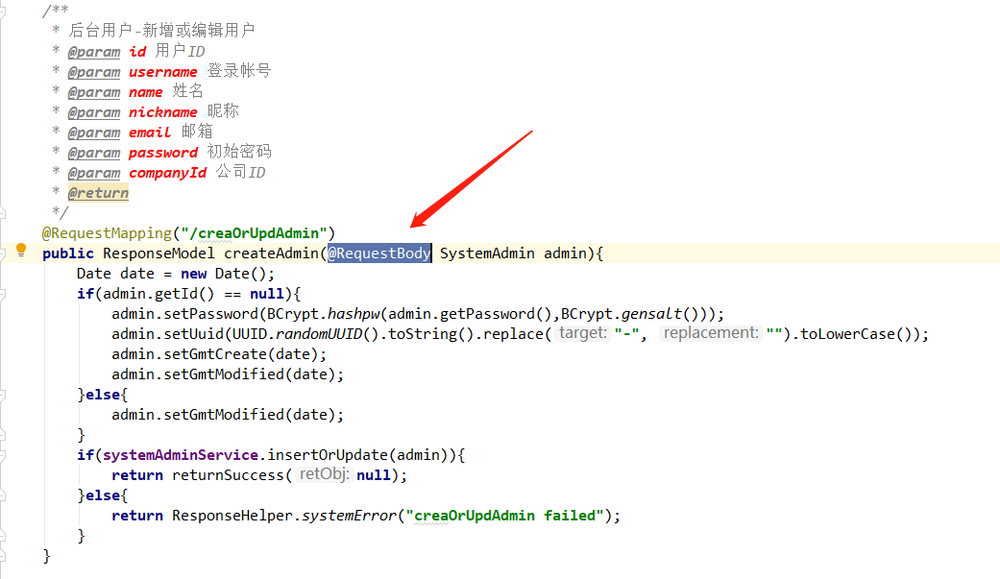 /**
* 后台用户-新增或编辑用户
* @param id 用户ID
* @param username 登录帐号
* @param name 姓名
* @param nickname 昵称
* @param email 邮箱
* @param password 初始密码
* @param companyId 公司ID
* @return
*/
@RequestMapping("/creaOrUpdAdmin")
public ResponseModel createAdmin(@RequestBody SystemAdmin admin){
Date date = new Date();
if(admin.getId() == null){
admin.setPassword(BCrypt.hashpw(admin.getPassword(),BCrypt.gensalt()));
admin.setUuid(UUID.randomUUID().toString().replace( target: "-", replacement: "").toLowerCase());
admin.setGmtCreate(date);
admin.setGmtModified(date);
}else{
admin.setGmtModified(date);
}
if(systemAdminService.insertOrUpdate(admin)){
return returnSuccess( retObj: null);
}else{
return ResponseHelper.systemError("creaOrUpdAdmin failed");
}
}